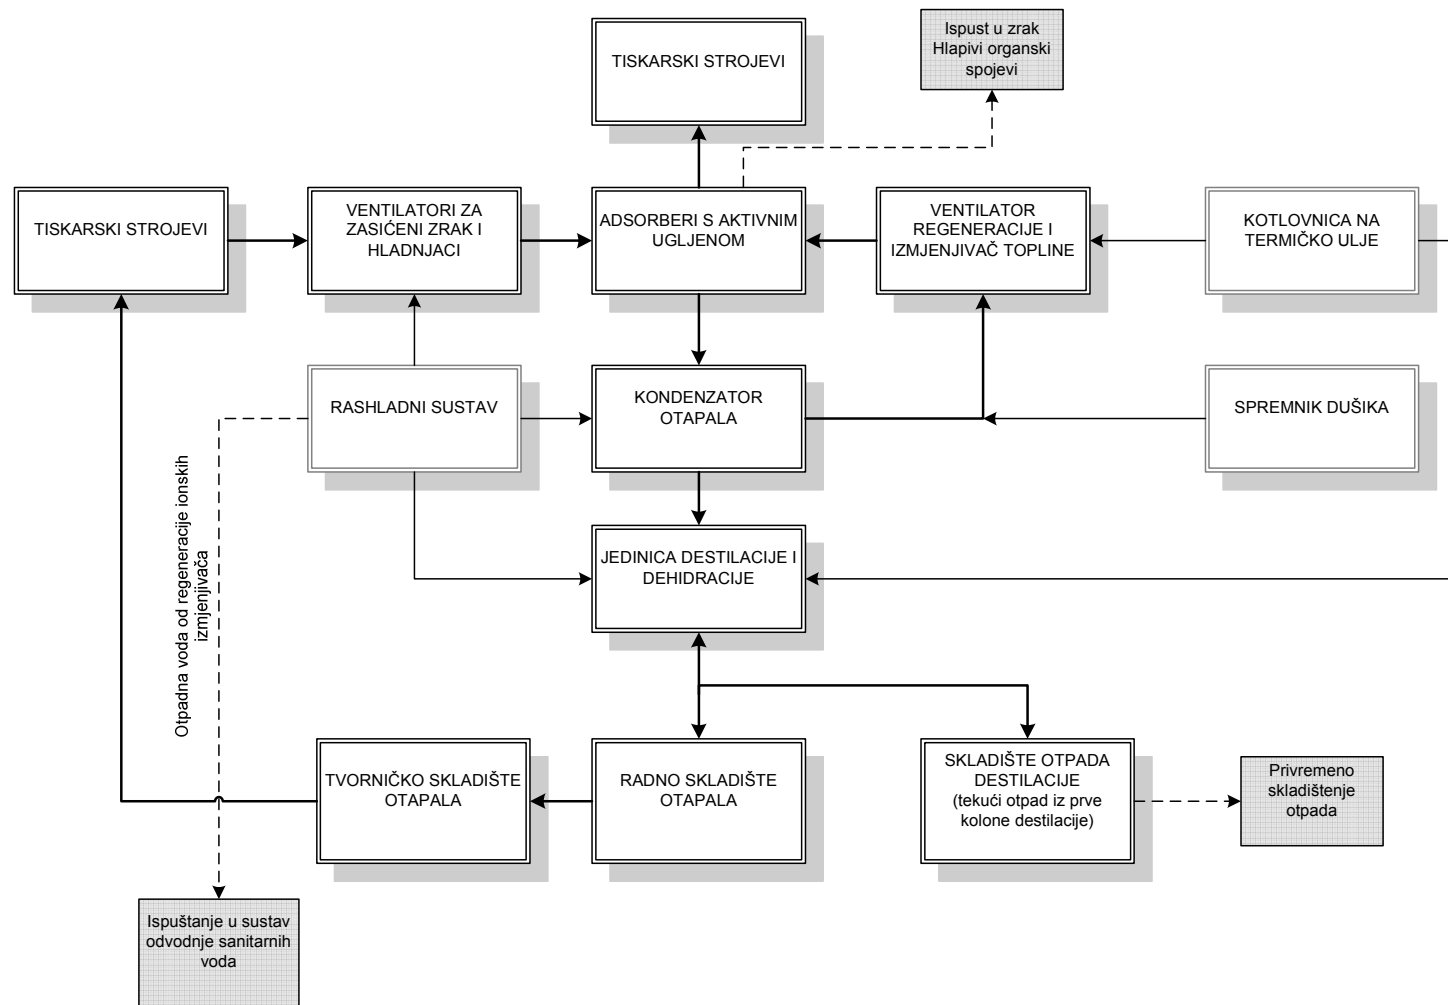 Ispust u zrak
Hlapivi organski
spojevi
TISKARSKI STROJEVI
TISKARSKI STROJEVI
VENTILATORI ZA
ZASIĆENI ZRAK I
HLADNJACI
ADSORBERI S AKTIVNIM
UGLJENOM
VENTILATOR
REGENERACIJE I
IZMJENJIVAČ TOPLINE
KOTLOVNICA NA
TERMIČKO ULJE
RASHLADNI SUSTAV
KONDENZATOR
OTAPALA
SPREMNIK DUŠIKA
Otpadna voda od regeneracije ionskih
izmjenjivača
JEDINICA DESTILACIJE I
DEHIDRACIJE
TVORNIČKO SKLADIŠTE
OTAPALA
RADNO SKLADIŠTE
OTAPALA
SKLADIŠTE OTPADA
DESTILACIJE
(tekući otpad iz prve
kolone destilacije)
Privremeno
skladištenje
otpada
Ispuštanje u sustav
odvodnje sanitarnih
voda